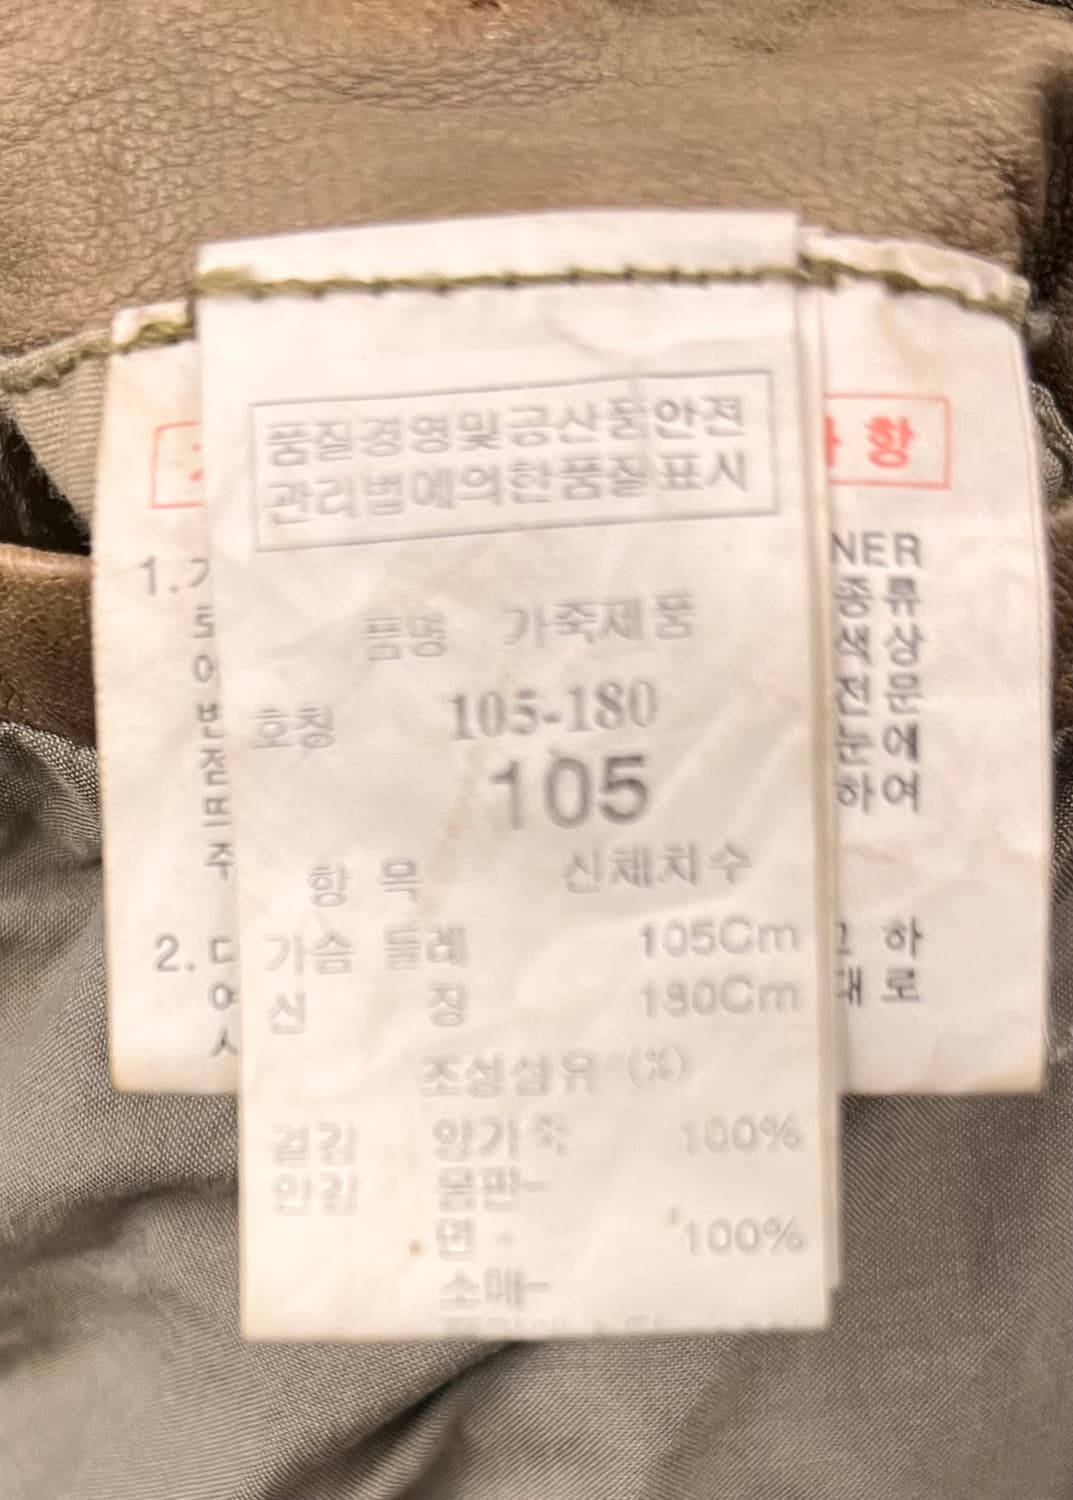 품질경영및공산품안전
관리법에의한품질표시
품명 가죽제품
호칭 105-180
105
항 목 신체치수
가슴 둘레 105Cm
신 장 180Cm
조성섬유 (%)
겉감 양가죽 100%
안감 몸판-
면 - 100%
소매-
항
1.
2.
NER
종류
색상
전문
에
하여
하
대로